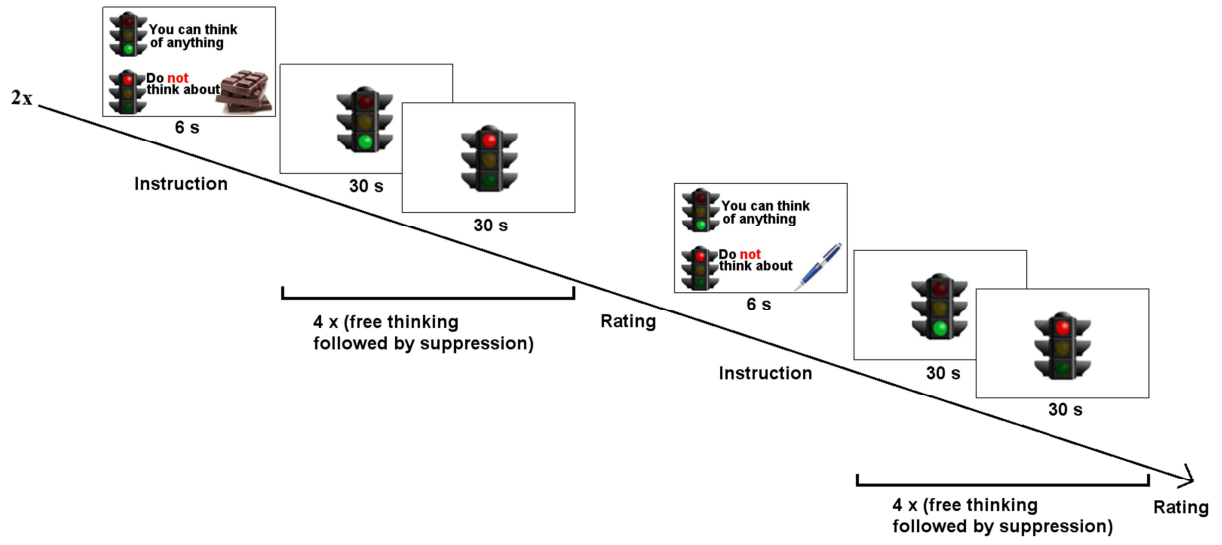 You can think
of anything
Do not
think about
2x
6 s
Instruction
30 s
30 s
4 x (free thinking
followed by suppression)
Rating
You can think
of anything
Do not
think about
6 s
Instruction
30 s
30 s
4 x (free thinking
followed by suppression)
Rating